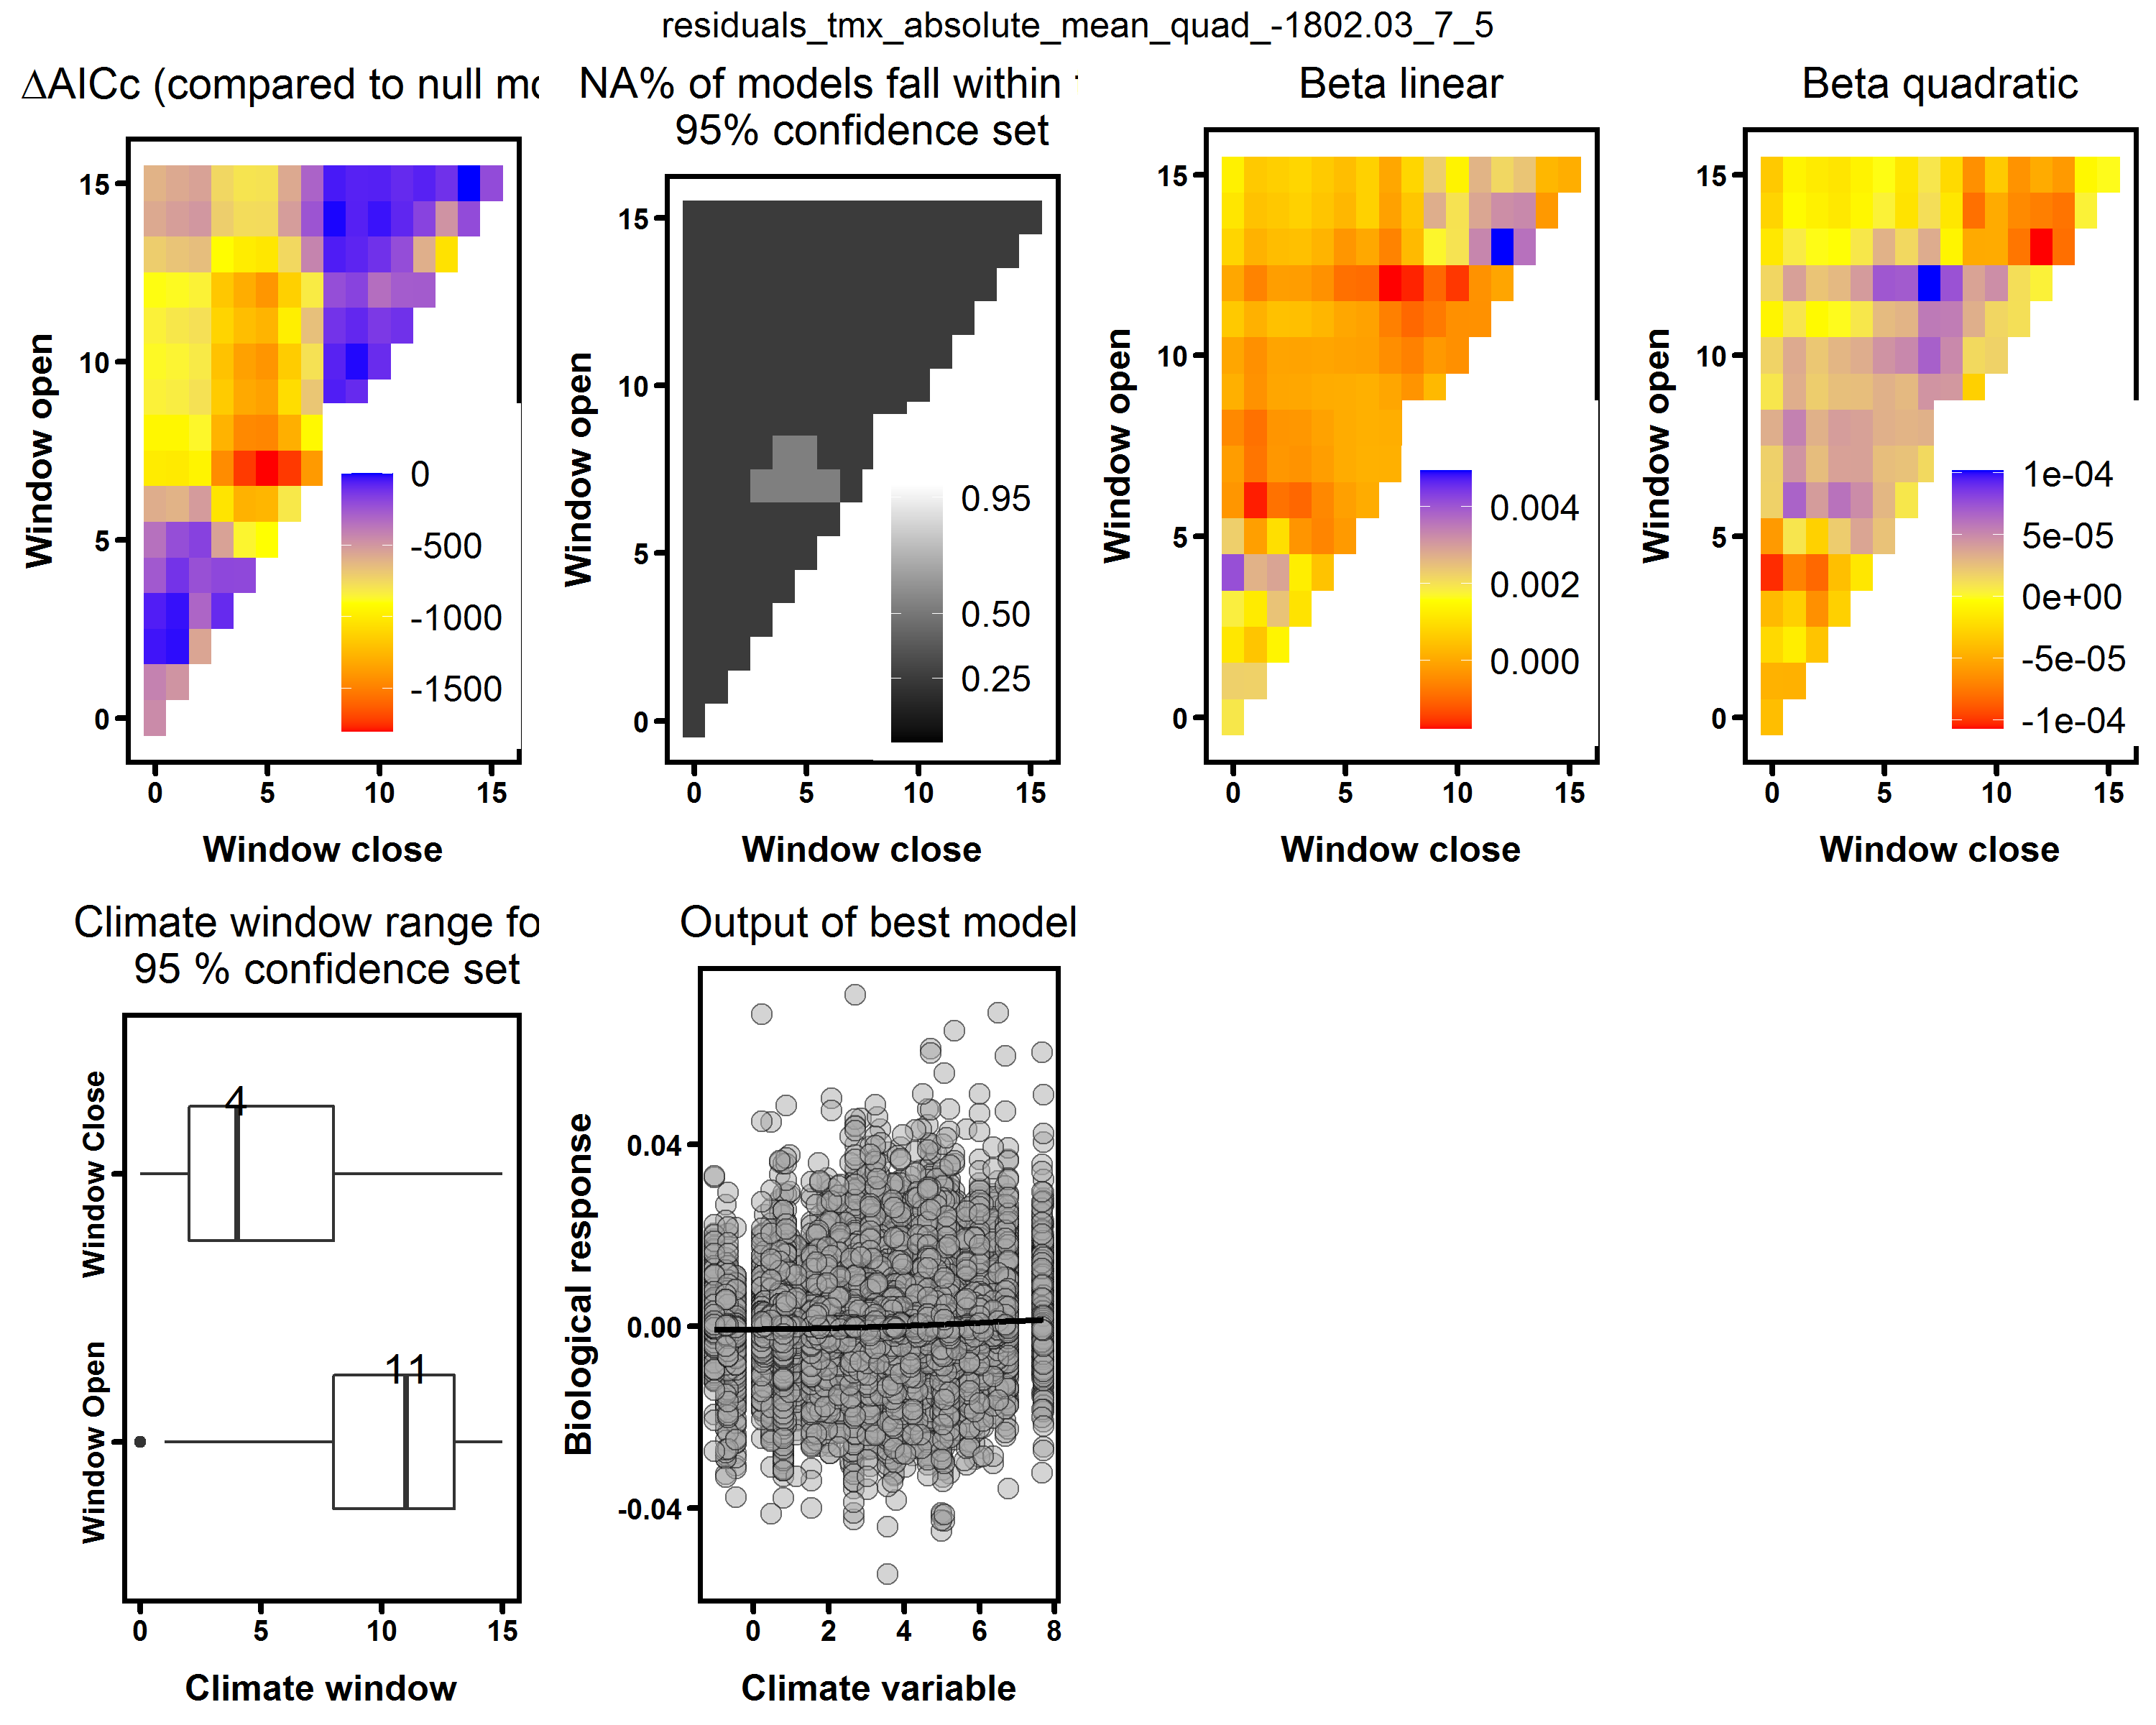 residuals_tmx_absolute_mean_quad_-1802.03_7_5
ΔAICc (compared to null mo
15
10
5
0
Window open
0
-500
-1000
-1500
0 5 10 15
Window close
NA% of models fall within
95% confidence set
15
10
5
0
Window open
0.95
0.50
0.25
0 5 10 15
Window close
Beta linear
15
10
5
0
Window open
0.004
0.002
0.000
0 5 10 15
Window close
Beta quadratic
15
10
5
0
Window open
1e-04
5e-05
0e+00
-5e-05
-1e-04
0 5 10 15
Window close
Climate window range fo
95 % confidence set
Window Close
4
Window Open
11
0 5 10 15
Climate window
Output of best model
Biological response
0.04
0.00
-0.04
0 2 4 6 8
Climate variable